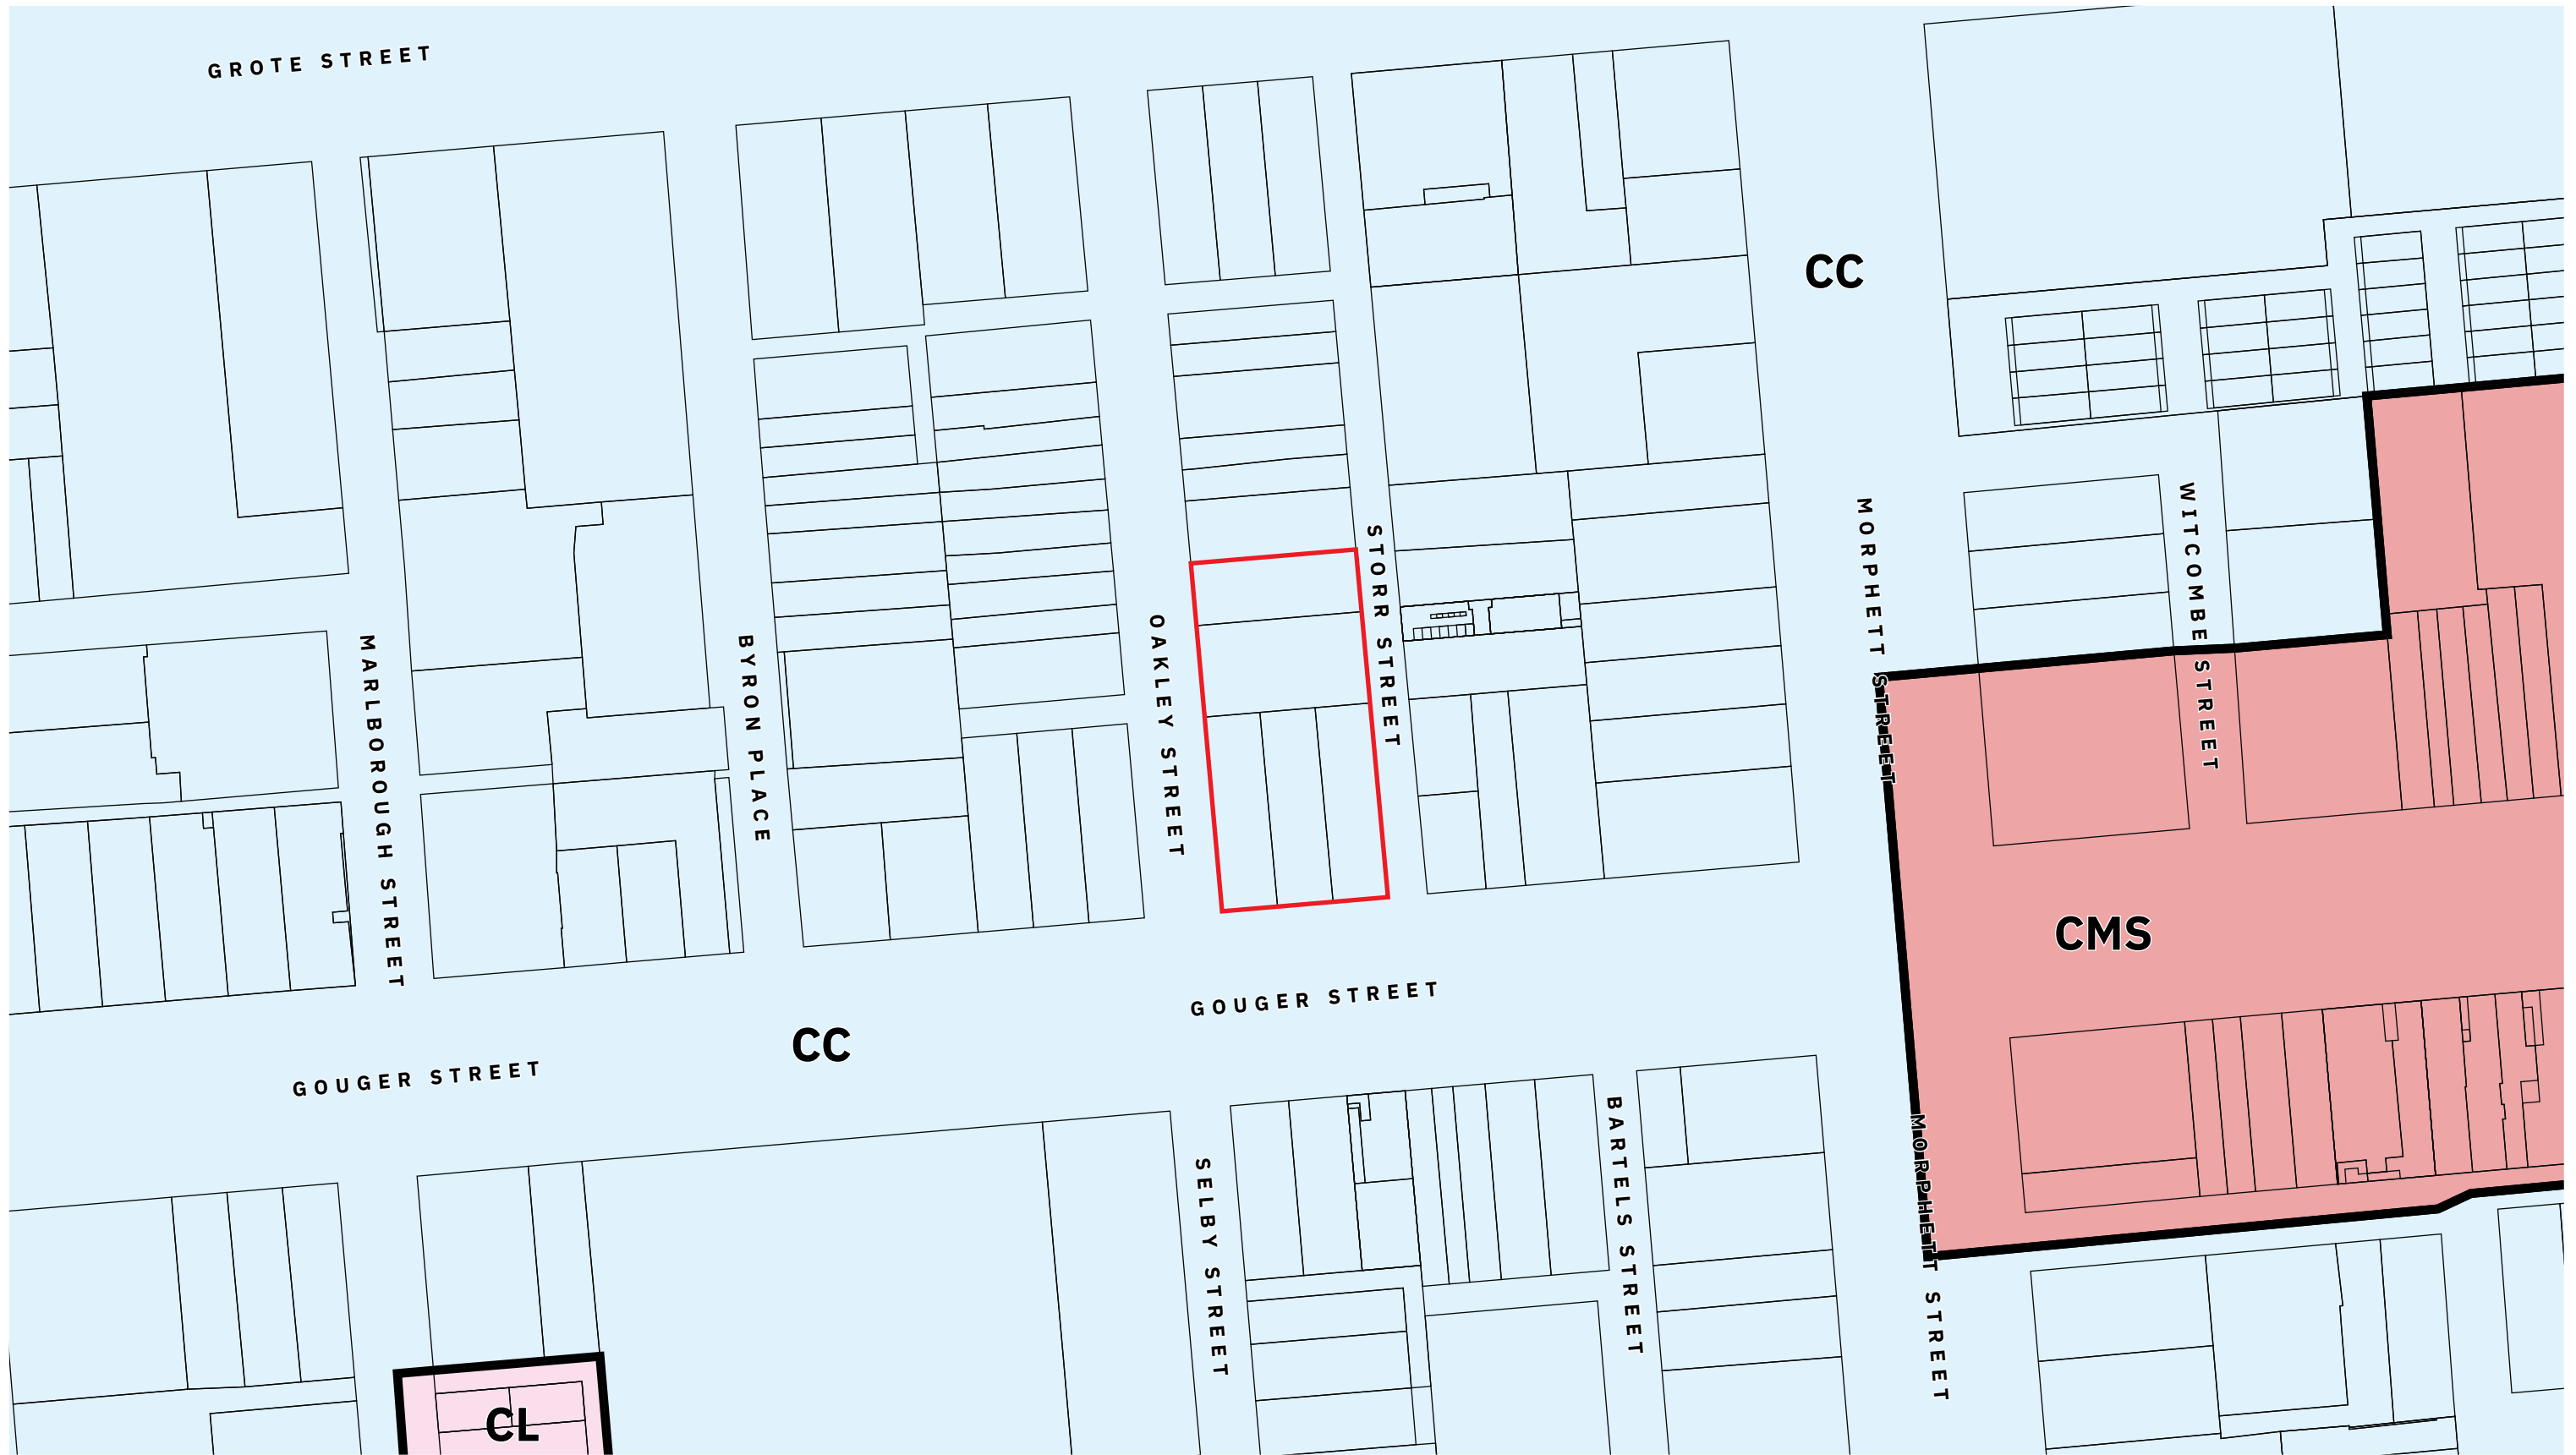 GROTE STREET
CC
MORPHETT STREET
WITCOMBE STREET
STORR STREET
OAKLEY STREET
BYRON PLACE
MARLBOROUGH STREET
CMS
GOUGER STREET
CC
GOUGER STREET
BARTELS STREET
MORPHETT STREET
SELBY STREET
CL